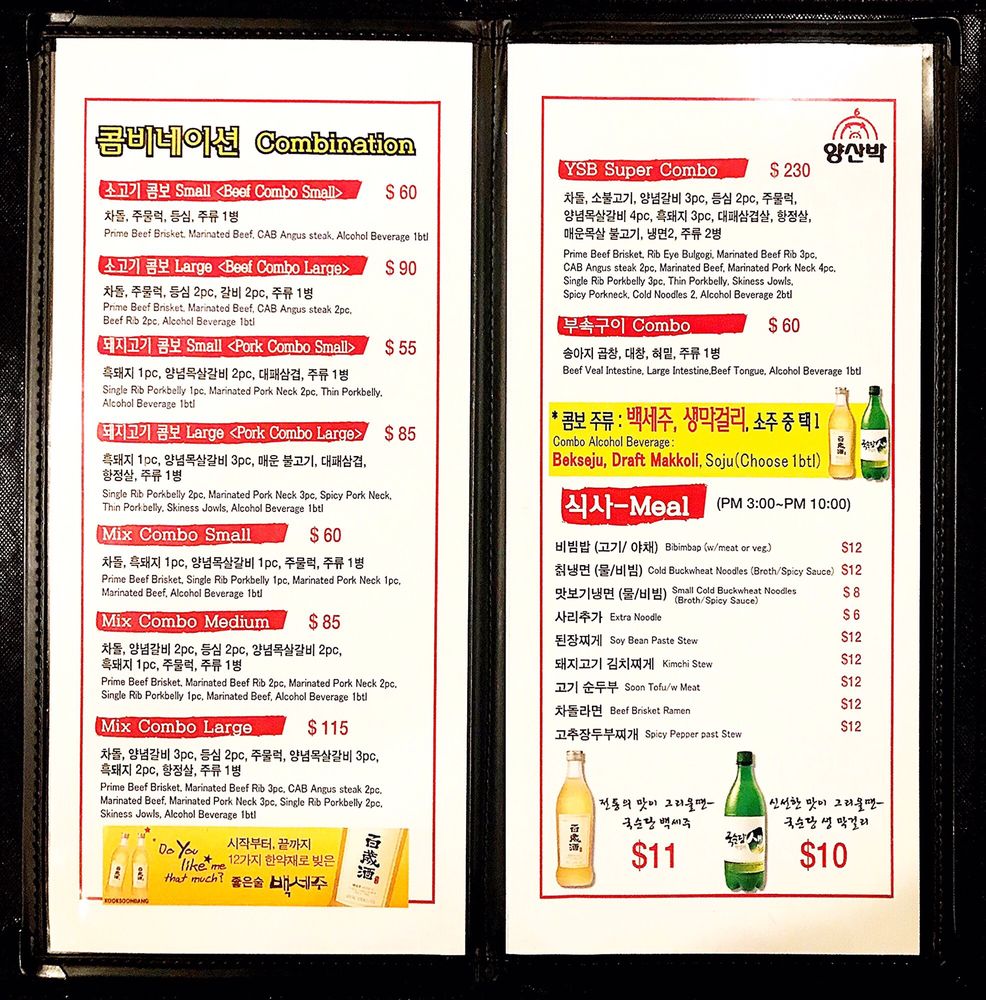 콤비네이션 Combination
소고기 콤보 Small <Beef Combo Small> $ 60
차돌, 주물럭, 등심, 주류 1병
Prime Beef Brisket, Marinated Beef, CAB Angus steak, Alcohol Beverage 1btl
소고기 콤보 Large <Beef Combo Large> $ 90
차돌, 주물럭, 등심 2pc, 갈비 2pc, 주류 1병
Prime Beef Brisket, Marinated Beef, CAB Angus steak 2pc,
Beef Rib 2pc, Alcohol Beverage 1btl
돼지고기 콤보 Small <Pork Combo Small> $ 55
흑돼지 1pc, 양념목살갈비 2pc, 대패삼겹, 주류 1병
Single Rib Porkbelly 1pc, Marinated Pork Neck 2pc, Thin Porkbelly,
Alcohol Beverage 1btl
돼지고기 콤보 Large <Pork Combo Large> $ 85
흑돼지 1pc, 양념목살갈비 3pc, 매운 불고기, 대패삼겹,
항정살, 주류 1병
Single Rib Porkbelly 2pc, Marinated Pork Neck 3pc, Spicy Pork Neck,
Thin Porkbelly, Skiness Jowls, Alcohol Beverage 1btl
Mix Combo Small $ 60
차돌, 흑돼지 1pc, 양념목살갈비 1pc, 주물럭, 주류 1병
Prime Beef Brisket, Single Rib Porkbelly 1pc, Marinated Pork Neck 1pc,
Marinated Beef, Alcohol Beverage 1btl
Mix Combo Medium $ 85
차돌, 양념갈비 2pc, 등심 2pc, 양념목살갈비 2pc,
흑돼지 1pc, 주물럭, 주류 1병
Prime Beef Brisket, Marinated Beef Rib 2pc, Marinated Pork Neck 2pc,
Single Rib Porkbelly 1pc, Marinated Beef, Alcohol Beverage 1btl
Mix Combo Large $ 115
차돌, 양념갈비 3pc, 등심 2pc, 주물럭, 양념목살갈비 3pc,
흑돼지 2pc, 항정살, 주류 1병
Prime Beef Brisket, Marinated Beef Rib 3pc, CAB Angus steak 2pc,
Marinated Beef, Marinated Pork Neck 3pc, Single Rib Porkbelly 2pc,
Skiness Jowls, Alcohol Beverage 1btl
Do You
like me
that much?
시작부터, 끝까지
12가지 한약재로 빚은
좋은술 백세주
百歲酒
KOOKSOONDANG
양산박
YSB Super Combo $ 230
차돌, 소불고기, 양념갈비 3pc, 등심 2pc, 주물럭,
양념목살갈비 4pc, 흑돼지 3pc, 대패삼겹살, 항정살,
매운목살 불고기, 냉면2, 주류 2병
Prime Beef Brisket, Rib Eye Bulgogi, Marinated Beef Rib 3pc,
CAB Angus steak 2pc, Marinated Beef, Marinated Pork Neck 4pc,
Single Rib Porkbelly 3pc, Thin Porkbelly, Skiness Jowls,
Spicy Porkneck, Cold Noodles 2, Alcohol Beverage 2btl
부속구이 Combo $ 60
송아지 곱창, 대창, 혀밑, 주류 1병
Beef Veal Intestine, Large Intestine,Beef Tongue, Alcohol Beverage 1btl
* 콤보 주류 : 백세주, 생막걸리, 소주 중 택 1
Combo Alcohol Beverage :
Bekseju, Draft Makkoli, Soju(Choose 1btl)
百歲酒
국순당 생
식사-Meal (PM 3:00~PM 10:00)
비빔밥 (고기/ 야채) Bibimbap (w/meat or veg.) $12
칡냉면 (물/비빔) Cold Buckwheat Noodles (Broth/Spicy Sauce) $12
맛보기냉면 (물/비빔) Small Cold Buckwheat Noodles (Broth/Spicy Sauce) $ 8
사리추가 Extra Noodle $ 6
된장찌게 Soy Bean Paste Stew $12
돼지고기 김치찌게 Kimchi Stew $12
고기 순두부 Soon Tofu/w Meat $12
차돌라면 Beef Brisket Ramen $12
고추장두부찌개 Spicy Pepper past Stew $12
百歲酒
전통의 맛이 그리울땐~
국순당 백세주
$11
국순당 생
신선한 맛이 그리울땐~
국순당 생 막걸리
$10